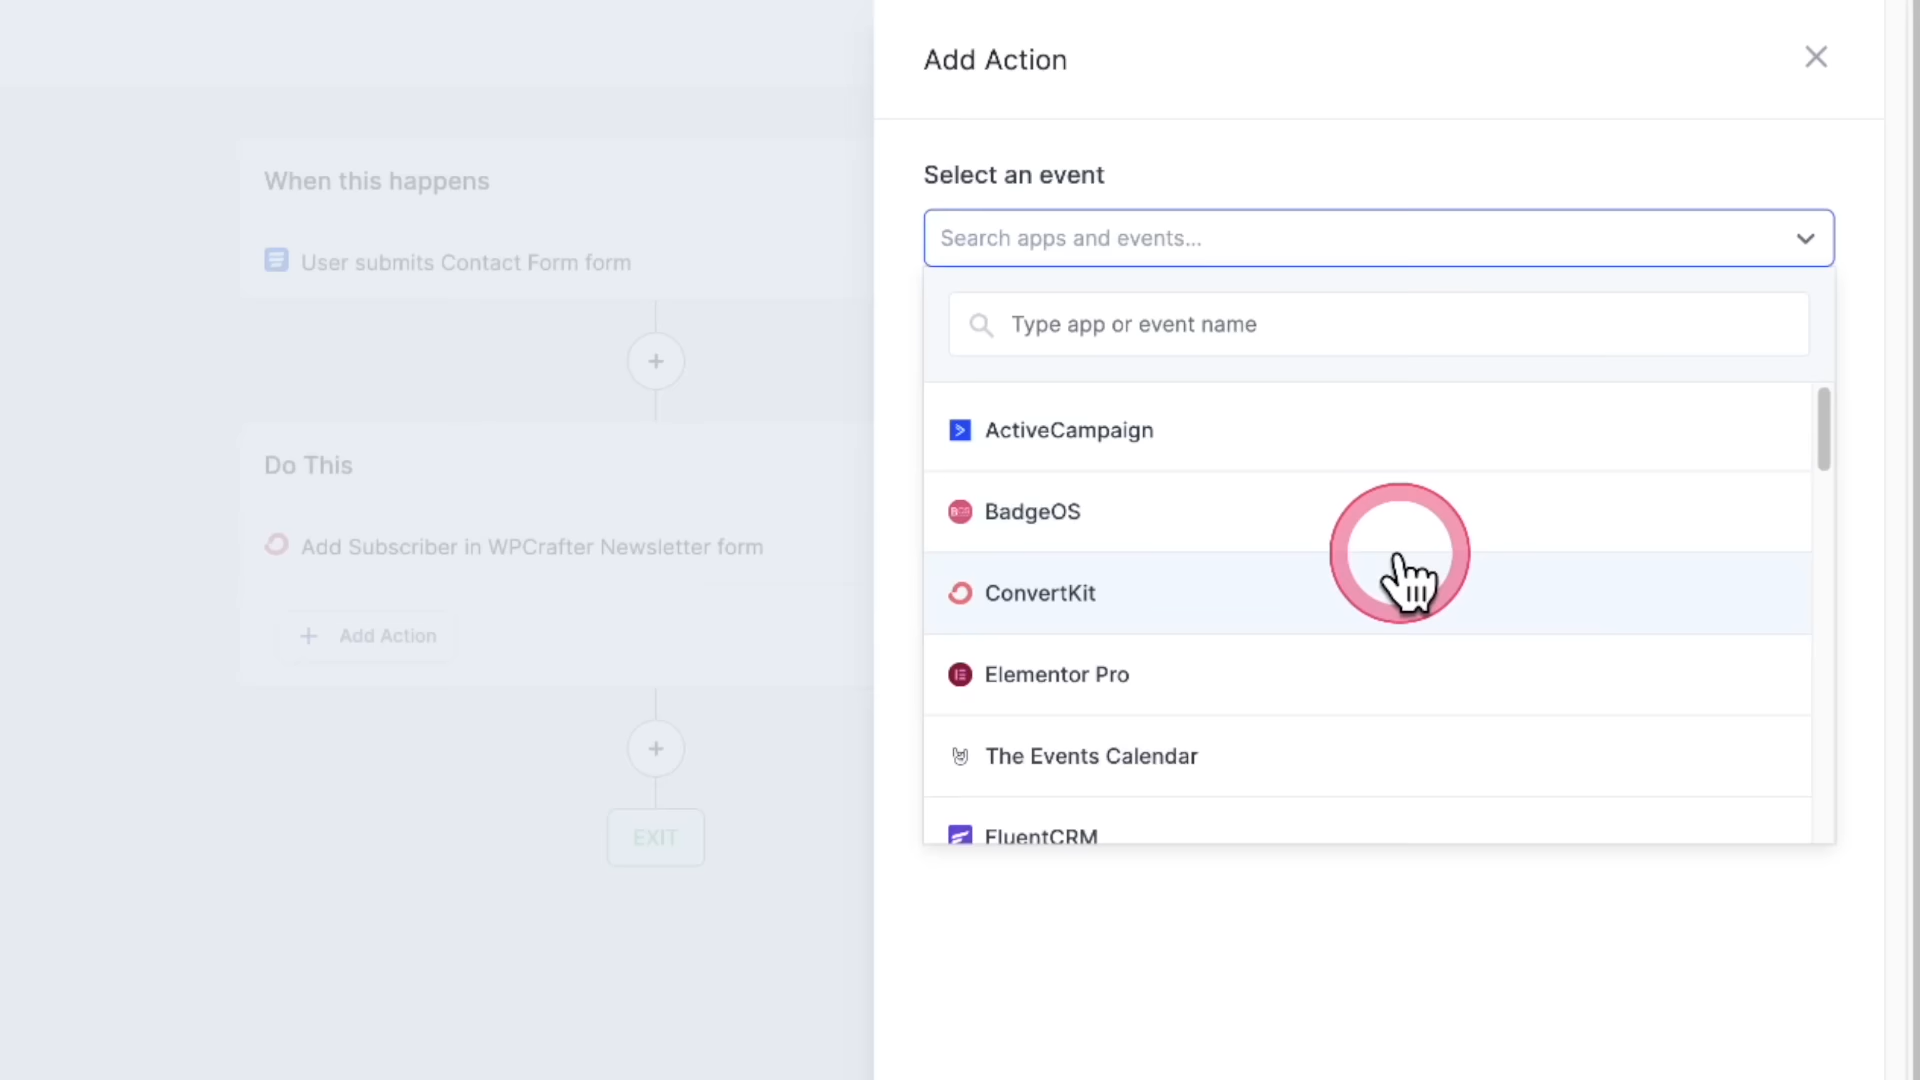 Add Action
Select an event
Search apps and events...
Type app or event name
ActiveCampaign
BadgeOS
ConvertKit
Elementor Pro
The Events Calendar
FluentCRM
When this happens
User submits Contact Form form
Do This
Add Subscriber in WPCrafter Newsletter form
Add Action
EXIT